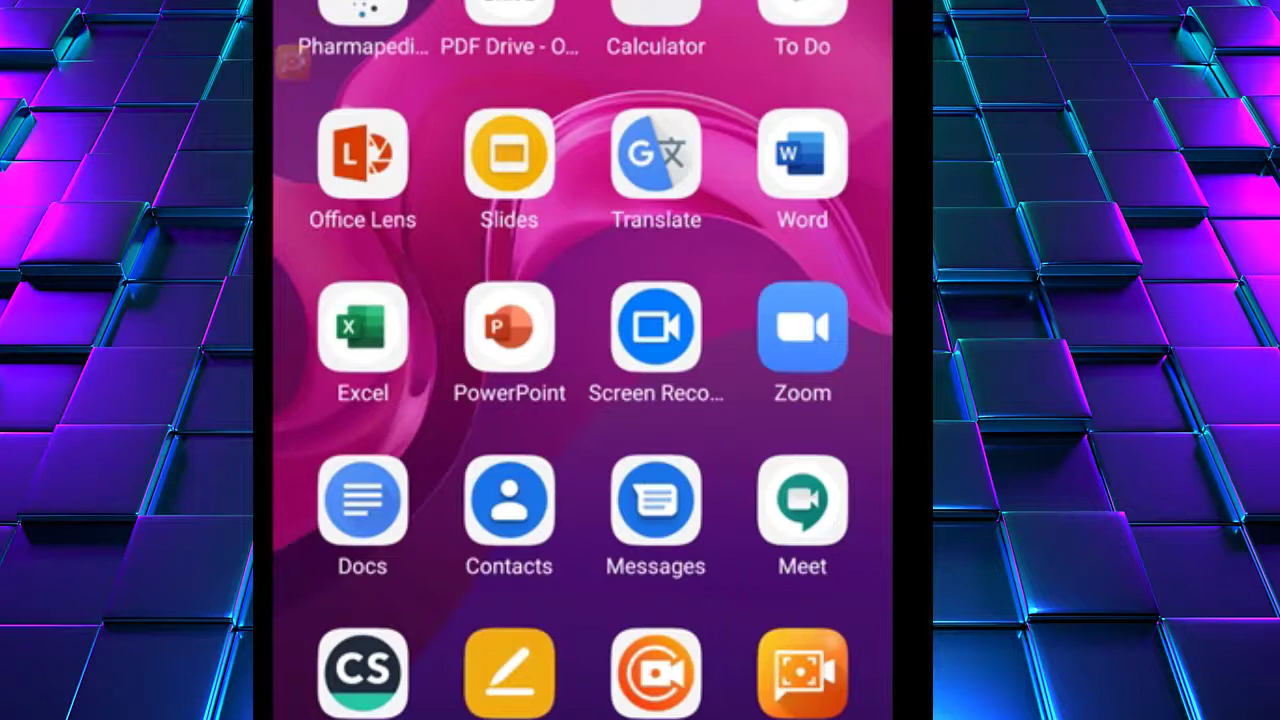 Pharmapedi... PDF Drive - O... Calculator To Do
L G 文 W
Office Lens Slides Translate Word
X P
Excel PowerPoint Screen Reco... Zoom
Docs Contacts Messages Meet
CS